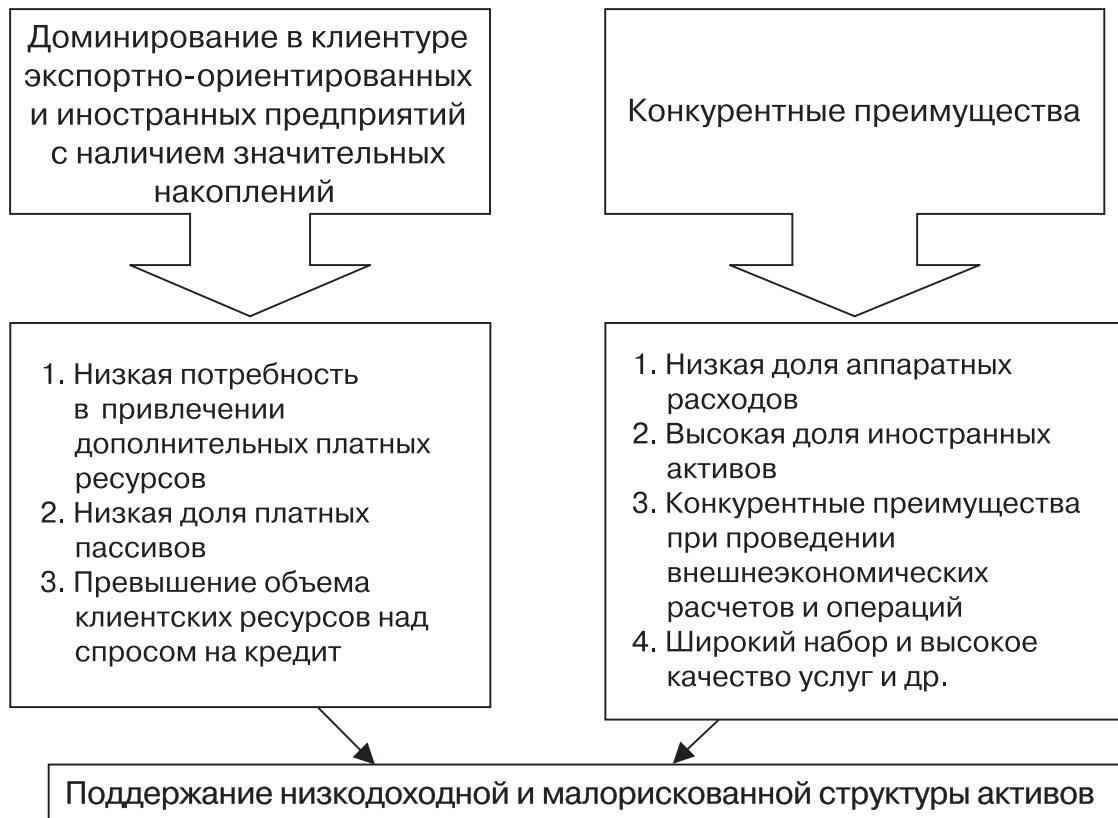 Доминирование в клиентуре
экспортно-ориентированных
и иностранных предприятий
с наличием значительных
накоплений
Конкурентные преимущества
1. Низкая потребность
в привлечении
дополнительных платных
ресурсов
2. Низкая доля платных
пассивов
3. Превышение объема
клиентских ресурсов над
спросом на кредит
1. Низкая доля аппаратных
расходов
2. Высокая доля иностранных
активов
3. Конкурентные преимущества
при проведении
внешнеэкономических
расчетов и операций
4. Широкий набор и высокое
качество услуг и др.
Поддержание низкодоходной и малорискованной структуры активов